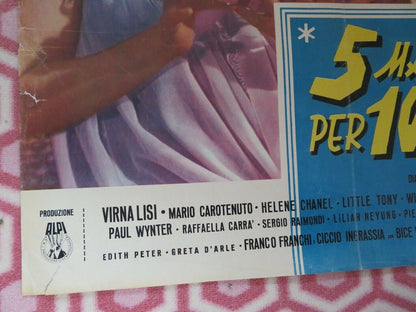 * 5
PER 10
PRODUZIONE
ALPI
VIRNA LISI · MARIO CAROTENUTO · HELENE CHANEL · LITTLE TONY ·
PAUL WYNTER · RAFFAELLA CARRA' · SERGIO RAIMONDI · LILIAN NEYUNG ·
EDITH PETER · GRETA D'ARLE · FRANCO FRANCHI · CICCIO INGRASSIA CON BICE